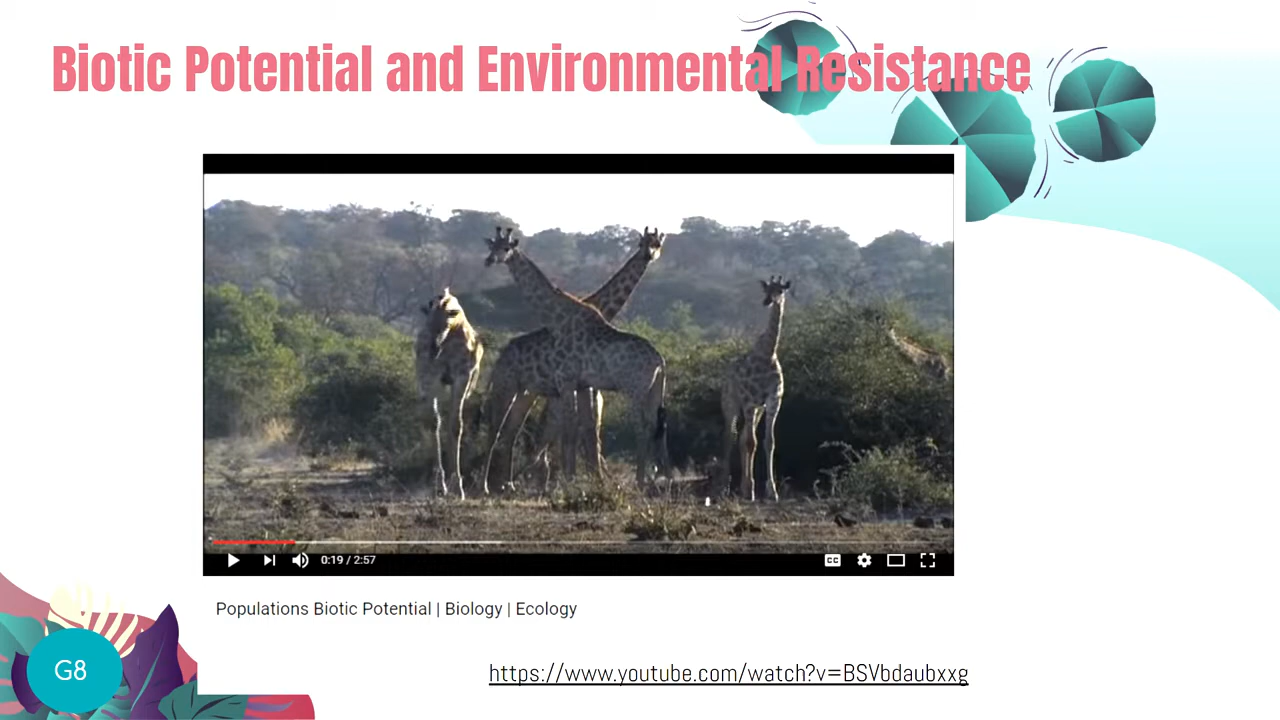 Biotic Potential and Environmental Resistance
0:19 / 2:57
CC
Populations Biotic Potential | Biology | Ecology
https://www.youtube.com/watch?v=BSVbdaubxxg
G8